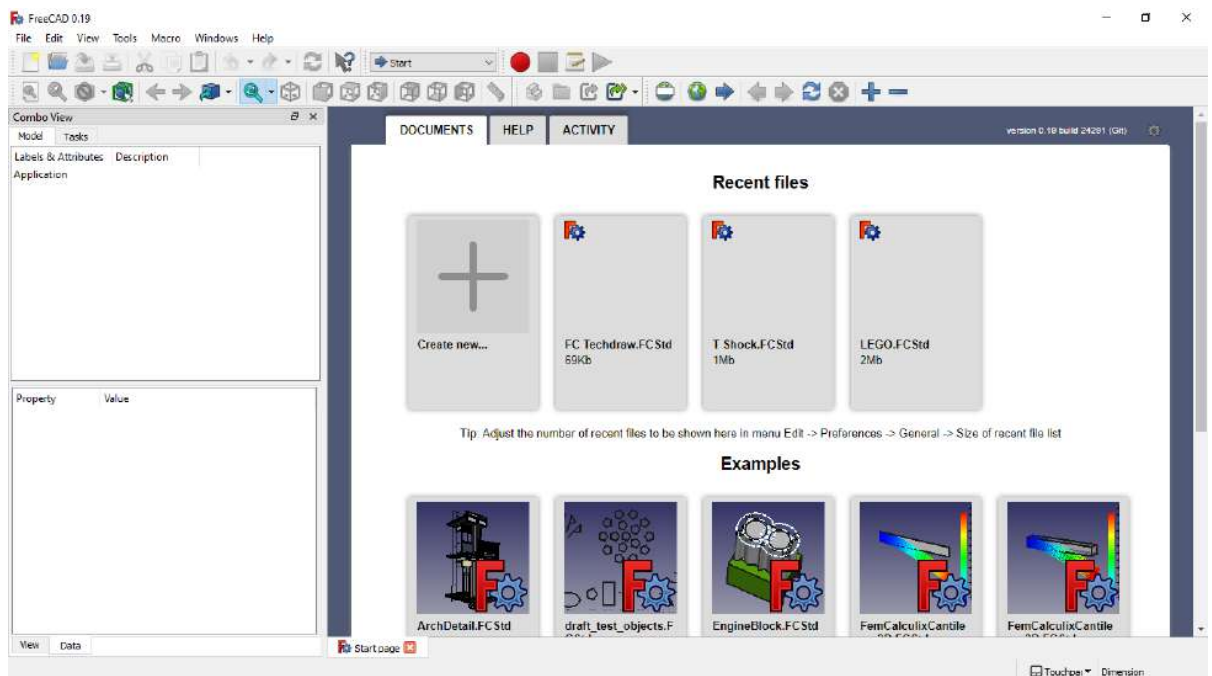 FreeCAD 0.19
File Edit View Tools Macro Windows Help
Start
Combo View
Model Tasks
Labels & Attributes Description
Application
Property Value
View Data
DOCUMENTS HELP ACTIVITY
version 0.19 build 24291 (Git)
Recent files
Create new...
FC Techdraw.FCStd
69Kb
T Shock.FCStd
1Mb
LEGO.FCStd
2Mb
Tip: Adjust the number of recent files to be shown here in menu Edit -> Preferences -> General -> Size of recent file list
Examples
ArchDetail.FCStd
draft_test_objects.F
EngineBlock.FCStd
FemCalculixCantile
FemCalculixCantile
Start page
Touchpad Dimension